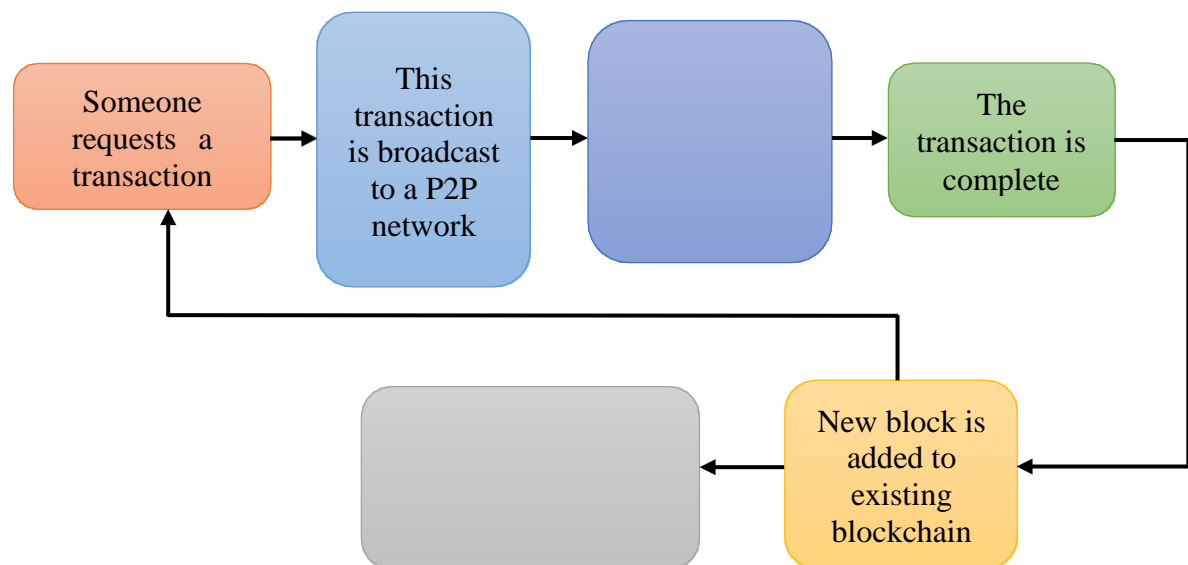 Someone
requests a
transaction
This
transaction
is broadcast
to a P2P
network
The
transaction is
complete
New block is
added to
existing
blockchain